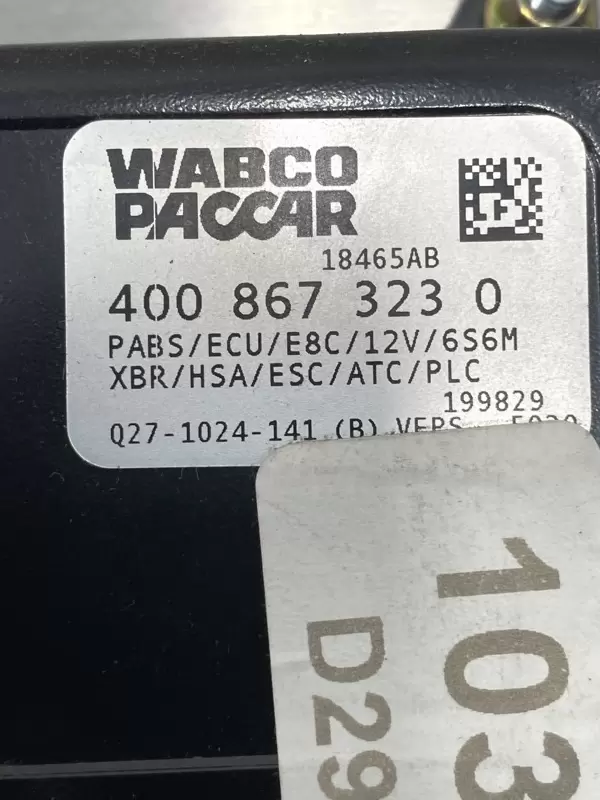 WABCO
PACCAR
18465AB
400 867 323 0
PABS/ECU/E8C/12V/6S6M
XBR/HSA/ESC/ATC/PLC
199829
Q27-1024-141 (B) VERS
103
D29